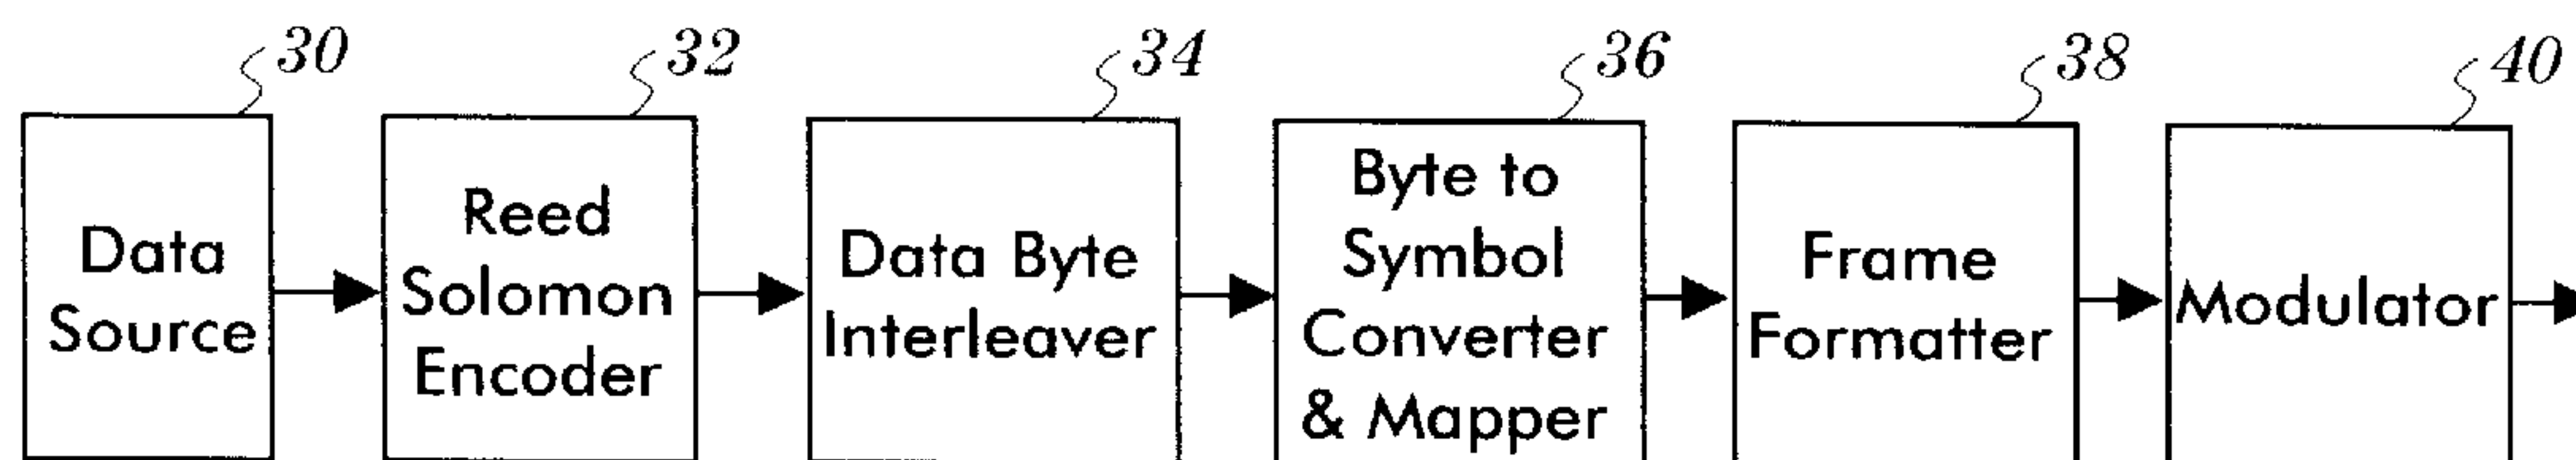 30
32
34
36
38
40
Data
Source
Reed
Solomon
Encoder
Data Byte
Interleaver
Byte to
Symbol
Converter
& Mapper
Frame
Formatter
Modulator